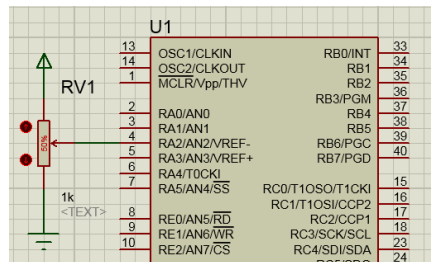 U1
13 OSC1/CLKIN RB0/INT 33
14 OSC2/CLKOUT RB1 34
1 MCLR/Vpp/THV RB2 35
RB3/PGM 36
2 RA0/AN0 RB4 37
3 RA1/AN1 RB5 38
4 RA2/AN2/VREF- RB6/PGC 39
5 RA3/AN3/VREF+ RB7/PGD 40
6 RA4/T0CKI
7 RA5/AN4/SS RC0/T1OSO/T1CKI 15
RC1/T1OSI/CCP2 16
8 RE0/AN5/RD RC2/CCP1 17
9 RE1/AN6/WR RC3/SCK/SCL 18
10 RE2/AN7/CS RC4/SDI/SDA 23
24
RV1
50%
1k
<TEXT>